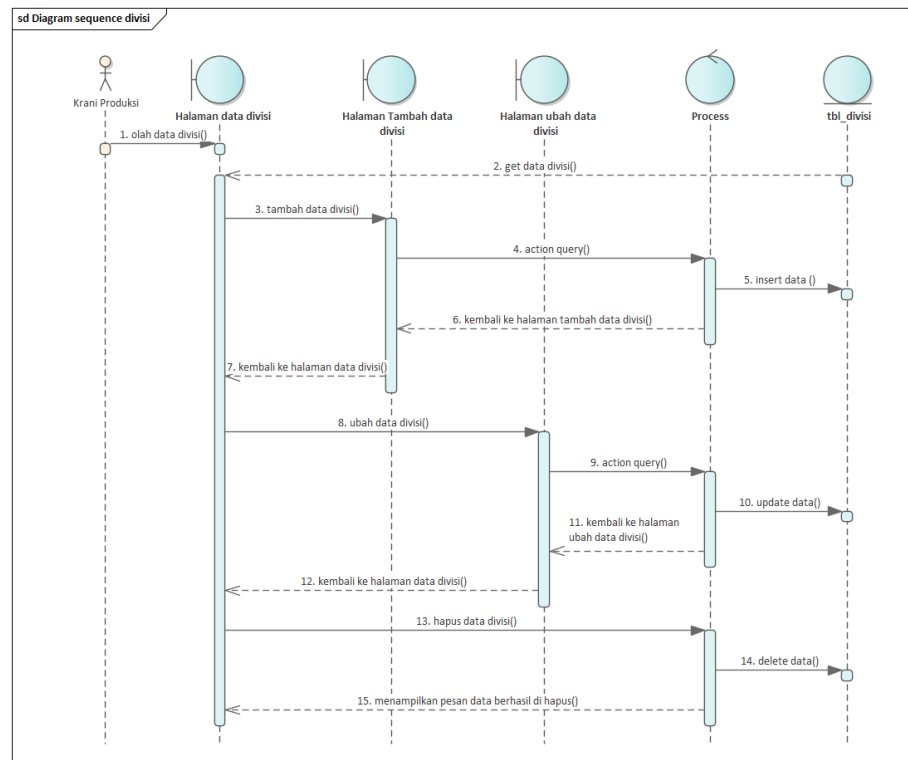 sd Diagram sequence divisi
Krani Produksi
Halaman data divisi
Halaman Tambah data
divisi
Halaman ubah data
divisi
Process
tbl_divisi
1. olah data divisi()
2. get data divisi()
3. tambah data divisi()
4. action query()
5. insert data ()
6. kembali ke halaman tambah data divisi()
7. kembali ke halaman data divisi()
8. ubah data divisi()
9. action query()
10. update data()
11. kembali ke halaman
ubah data divisi()
12. kembali ke halaman data divisi()
13. hapus data divisi()
14. delete data()
15. menampilkan pesan data berhasil di hapus()